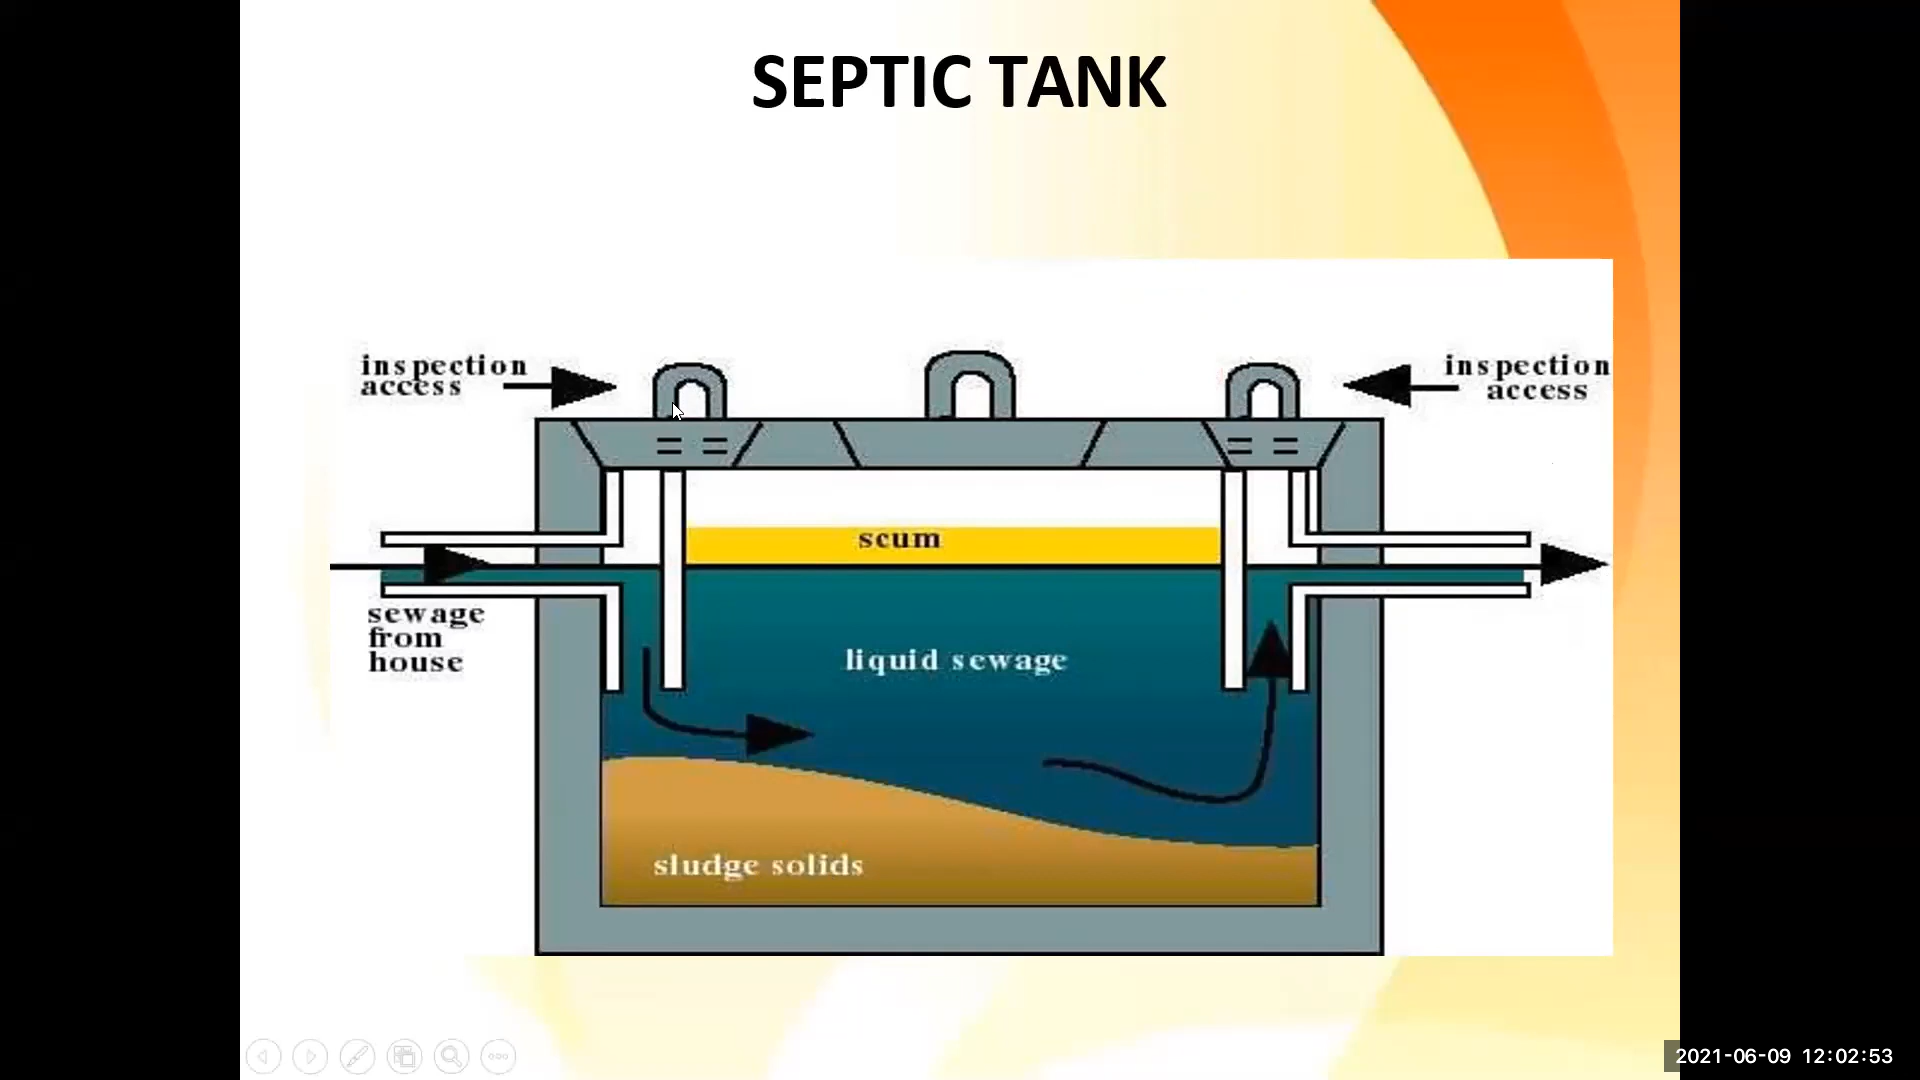 SEPTIC TANK
inspection
access
inspection
access
scum
sewage
from
house
liquid sewage
sludge solids
2021-06-09 12:02:53